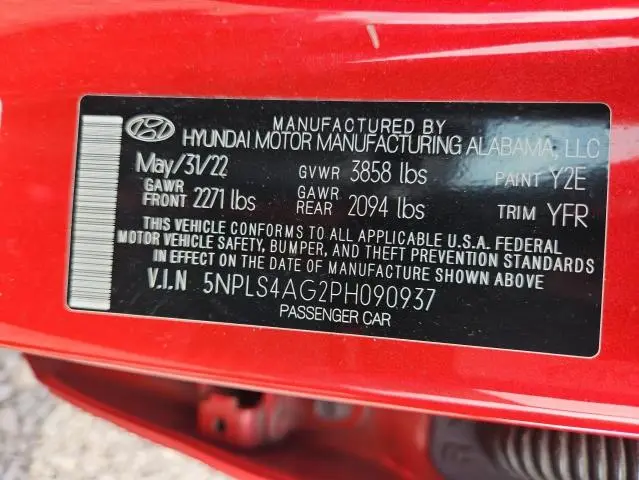 MANUFACTURED BY
HYUNDAI MOTOR MANUFACTURING ALABAMA, LLC
May/31/22 GVWR 3858 lbs PAINT Y2E
GAWR FRONT 2271 lbs GAWR REAR 2094 lbs TRIM YFR
THIS VEHICLE CONFORMS TO ALL APPLICABLE U.S.A. FEDERAL
MOTOR VEHICLE SAFETY, BUMPER, AND THEFT PREVENTION STANDARDS
IN EFFECT ON THE DATE OF MANUFACTURE SHOWN ABOVE
V.I.N 5NPLS4AG2PH090937
PASSENGER CAR